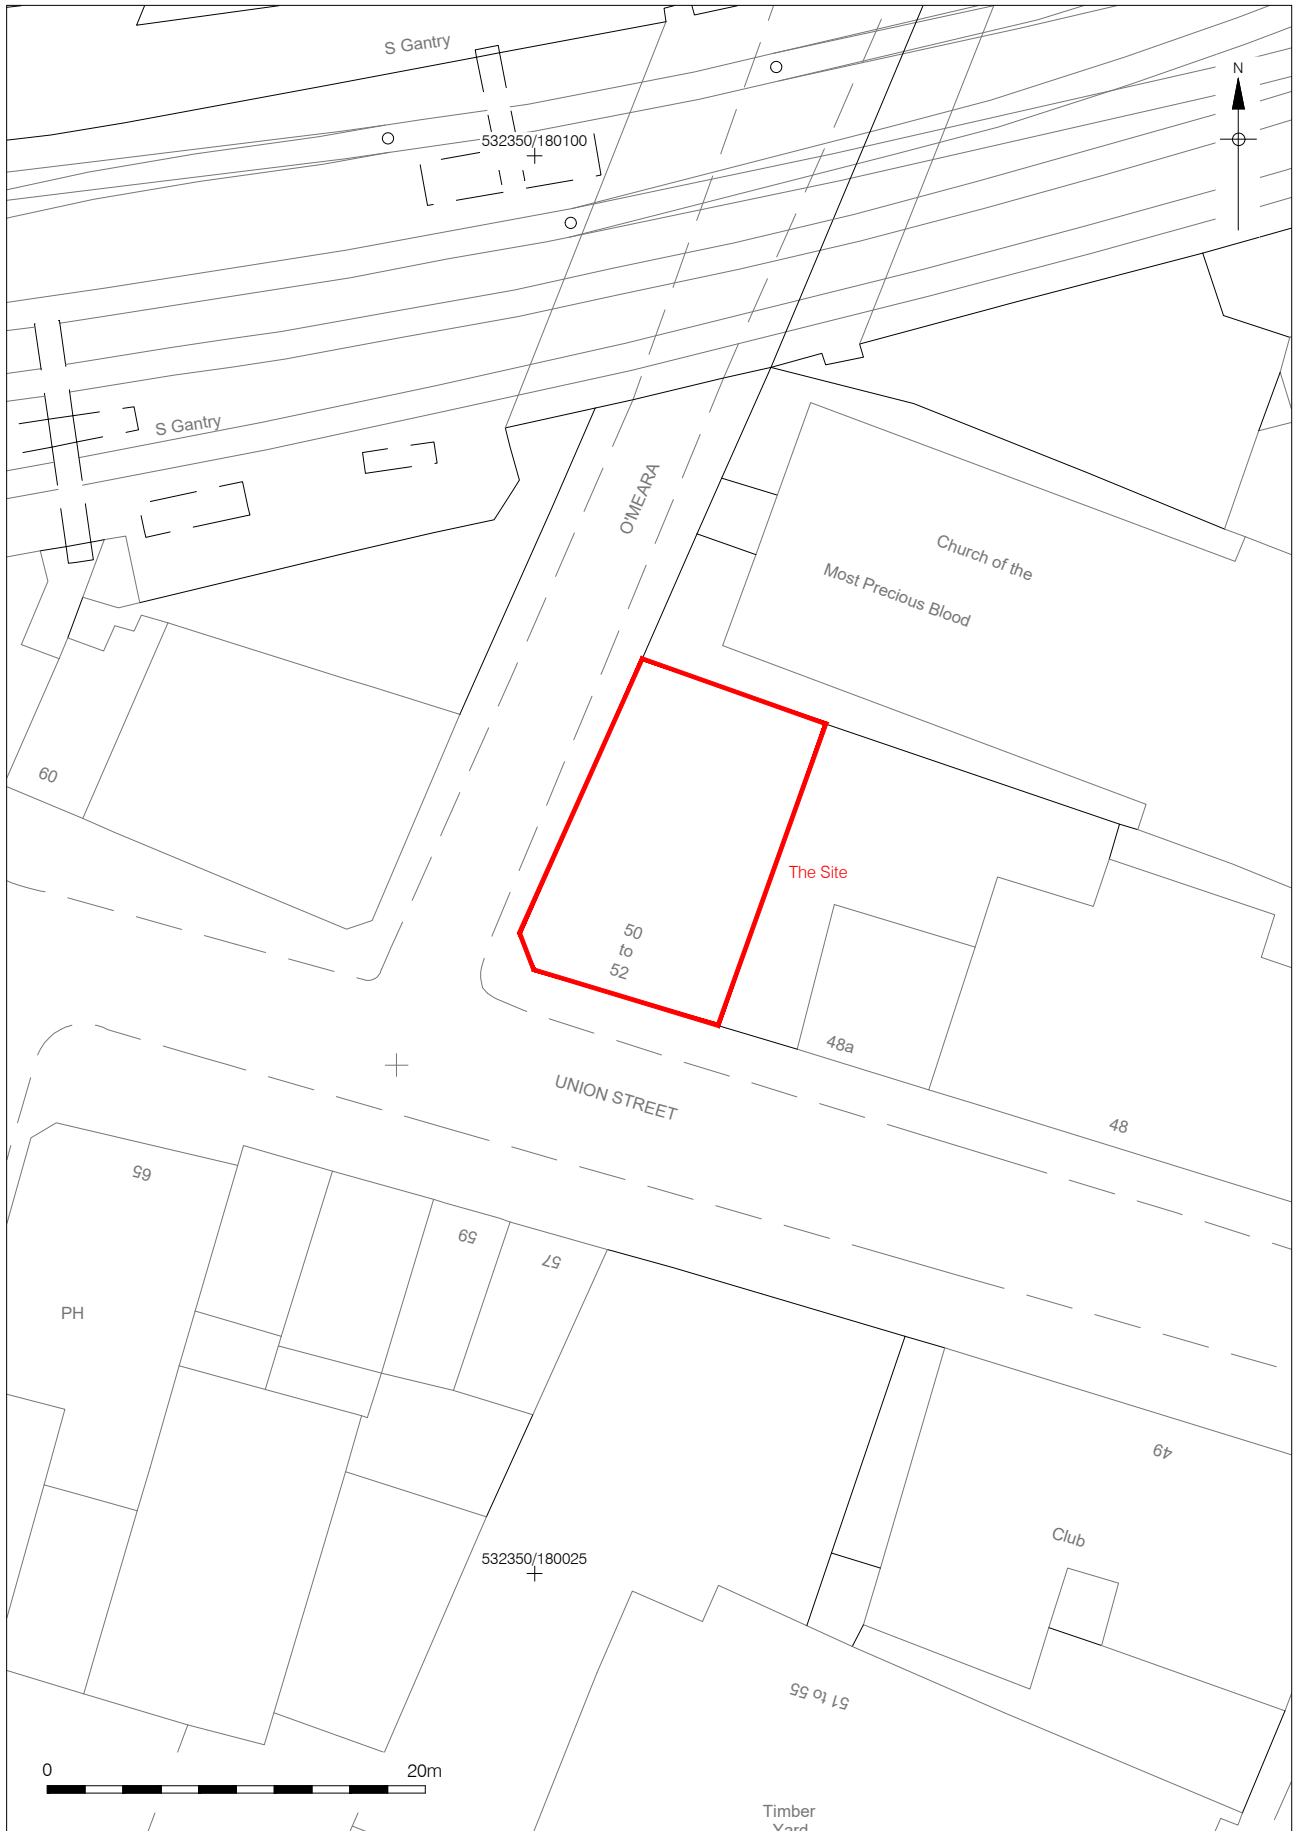 S Gantry
N
532350/180100
S Gantry
O'MEARA
Church of the
Most Precious Blood
60
The Site
50
to
52
48a
UNION STREET
48
65
59
57
PH
49
Club
532350/180025
51 to 55
0 20m
Timber
Yard